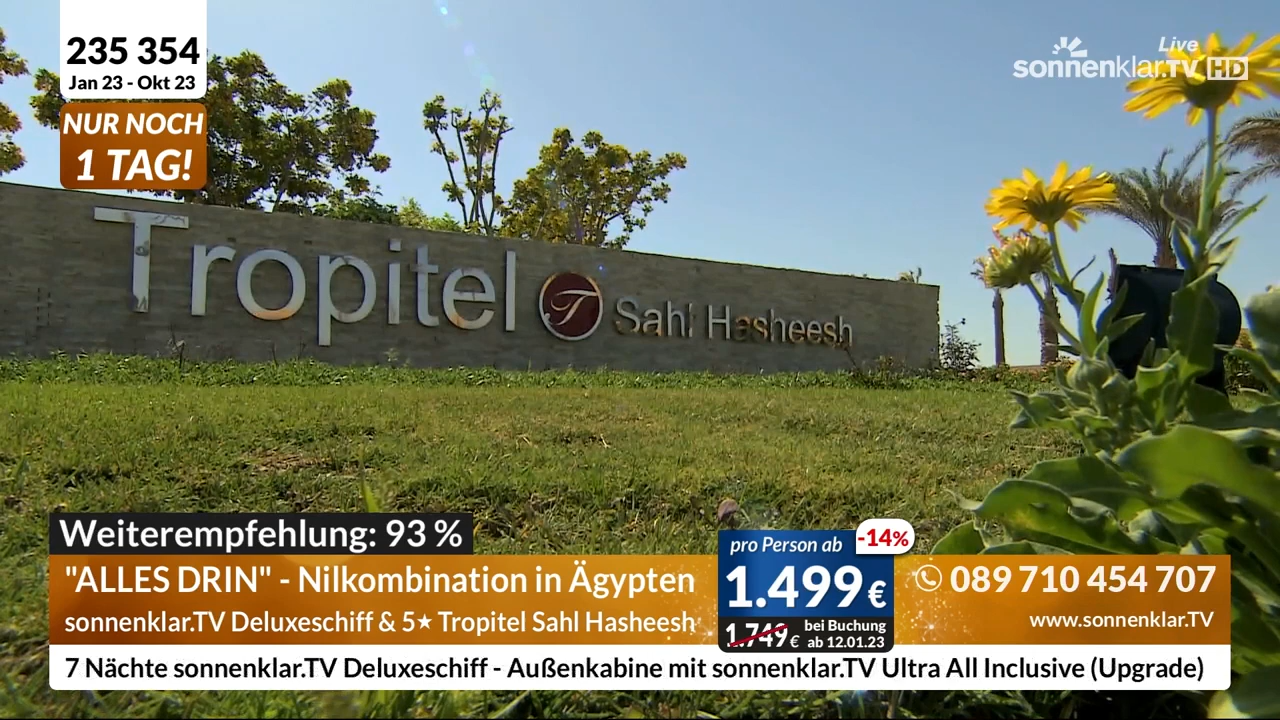 235 354
Jan 23 - Okt 23
NUR NOCH
1 TAG!
Live
sonnenklar.TV HD
Tropitel T Sahl Hasheesh
Weiterempfehlung: 93 %
"ALLES DRIN" - Nilkombination in Ägypten
sonnenklar.TV Deluxeschiff & 5★ Tropitel Sahl Hasheesh
pro Person ab
-14%
1.499 €
1.749 €
bei Buchung
ab 12.01.23
089 710 454 707
www.sonnenklar.TV
7 Nächte sonnenklar.TV Deluxeschiff - Außenkabine mit sonnenklar.TV Ultra All Inclusive (Upgrade)